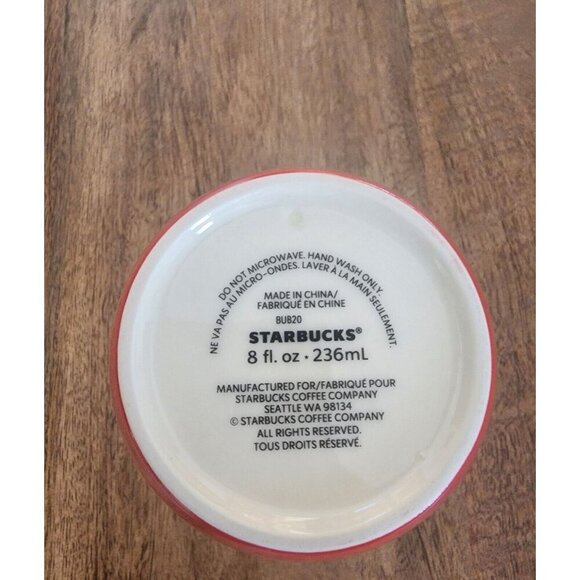 DO NOT MICROWAVE. HAND WASH ONLY.
NE VA PAS AU MICRO-ONDES. LAVER À LA MAIN SEULEMENT.
MADE IN CHINA/
FABRIQUÉ EN CHINE
BUB20
STARBUCKS®
8 fl. oz · 236mL
MANUFACTURED FOR/FABRIQUÉ POUR
STARBUCKS COFFEE COMPANY
SEATTLE WA 98134
© STARBUCKS COFFEE COMPANY
ALL RIGHTS RESERVED.
TOUS DROITS RÉSERVÉ.